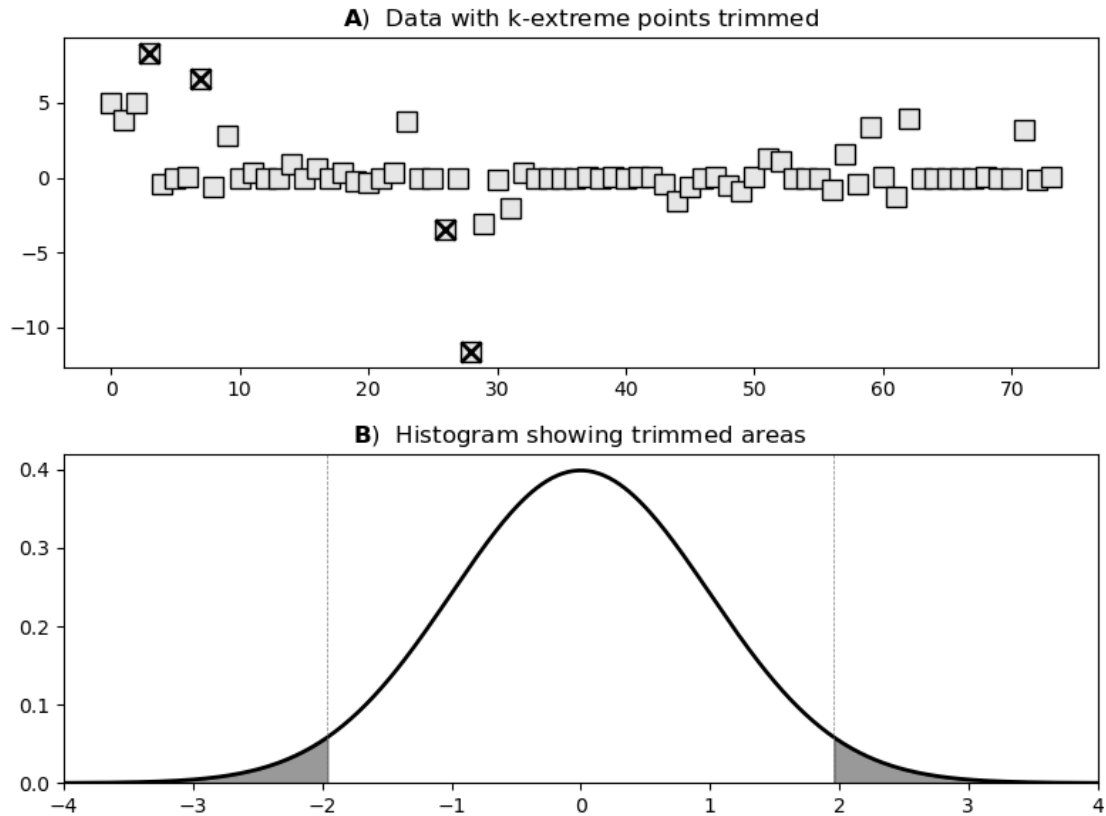 A)  Data with k-extreme points trimmed
5
0
−5
−10
0 10 20 30 40 50 60 70
B)  Histogram showing trimmed areas
0.4
0.3
0.2
0.1
0.0
−4 −3 −2 −1 0 1 2 3 4